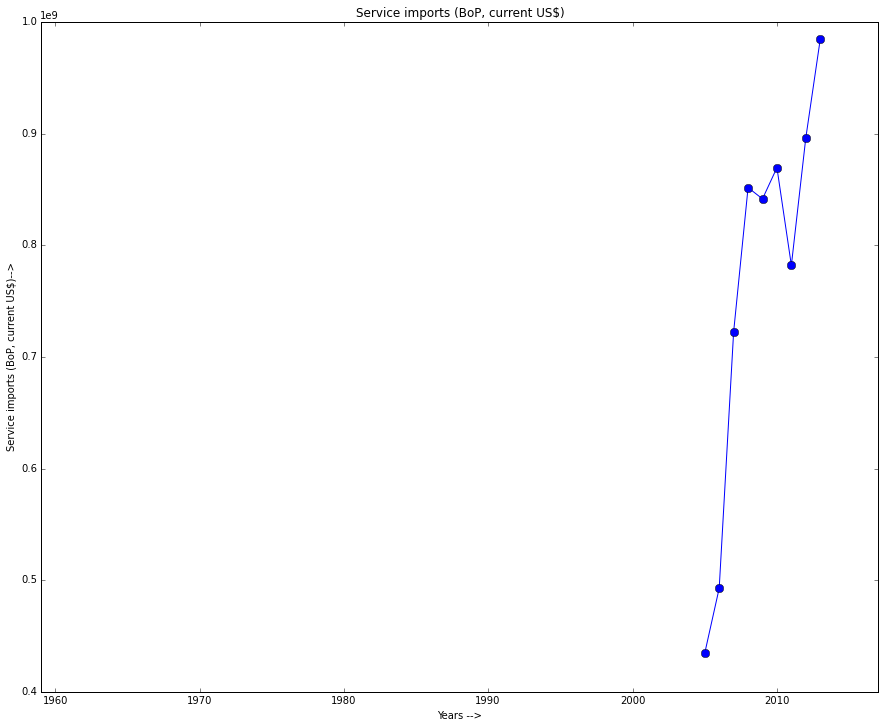 Service imports (BoP, current US$)
1e9
1.0
0.9
0.8
0.7
0.6
0.5
0.4
Service imports (BoP, current US$)-->
1960 1970 1980 1990 2000 2010
Years -->